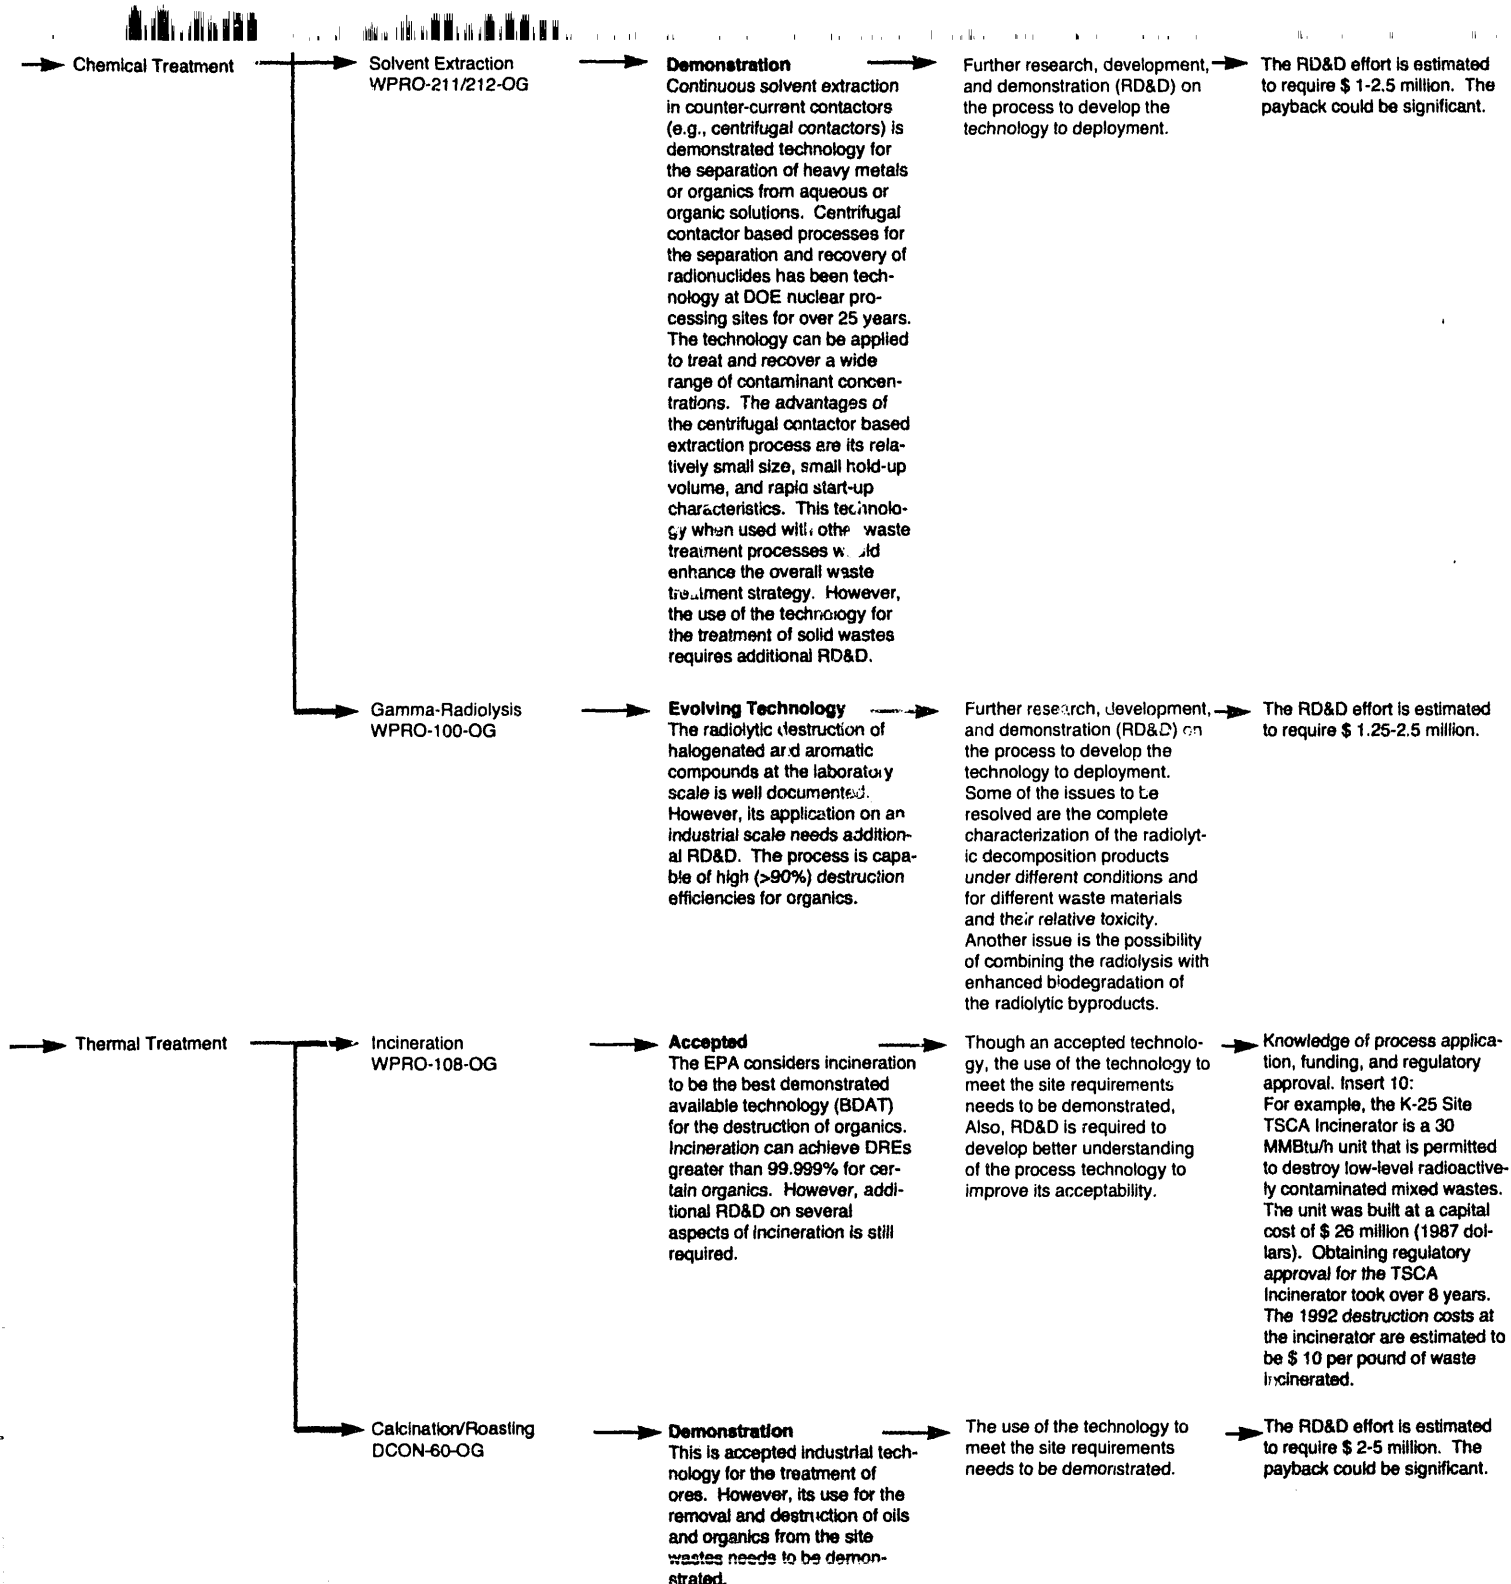 Chemical Treatment
Solvent Extraction
WPRO-211/212-OG
Demonstration
Continuous solvent extraction
in counter-current contactors
(e.g., centrifugal contactors) is
demonstrated technology for
the separation of heavy metals
or organics from aqueous or
organic solutions. Centrifugal
contactor based processes for
the separation and recovery of
radionuclides has been tech-
nology at DOE nuclear pro-
cessing sites for over 25 years.
The technology can be applied
to treat and recover a wide
range of contaminant concen-
trations. The advantages of
the centrifugal contactor based
extraction process are its rela-
tively small size, small hold-up
volume, and rapid start-up
characteristics. This technolo-
gy when used with other waste
treatment processes would
enhance the overall waste
treatment strategy. However,
the use of the technology for
the treatment of solid wastes
requires additional RD&D.
Further research, development,
and demonstration (RD&D) on
the process to develop the
technology to deployment.
The RD&D effort is estimated
to require $ 1-2.5 million. The
payback could be significant.
Gamma-Radiolysis
WPRO-100-OG
Evolving Technology
The radiolytic destruction of
halogenated and aromatic
compounds at the laboratory
scale is well documented.
However, its application on an
industrial scale needs addition-
al RD&D. The process is capa-
ble of high (>90%) destruction
efficiencies for organics.
Further research, development,
and demonstration (RD&D) on
the process to develop the
technology to deployment.
Some of the issues to be
resolved are the complete
characterization of the radiolyt-
ic decomposition products
under different conditions and
for different waste materials
and their relative toxicity.
Another issue is the possibility
of combining the radiolysis with
enhanced biodegradation of
the radiolytic byproducts.
The RD&D effort is estimated
to require $ 1.25-2.5 million.
Thermal Treatment
Incineration
WPRO-108-OG
Accepted
The EPA considers incineration
to be the best demonstrated
available technology (BDAT)
for the destruction of organics.
Incineration can achieve DREs
greater than 99.999% for cer-
tain organics. However, addi-
tional RD&D on several
aspects of incineration is still
required.
Though an accepted technolo-
gy, the use of the technology to
meet the site requirements
needs to be demonstrated,
Also, RD&D is required to
develop better understanding
of the process technology to
improve its acceptability.
Knowledge of process applica-
tion, funding, and regulatory
approval. Insert 10:
For example, the K-25 Site
TSCA Incinerator is a 30
MMBtu/h unit that is permitted
to destroy low-level radioactive-
ly contaminated mixed wastes.
The unit was built at a capital
cost of $ 26 million (1987 dol-
lars). Obtaining regulatory
approval for the TSCA
Incinerator took over 8 years.
The 1992 destruction costs at
the incinerator are estimated to
be $ 10 per pound of waste
incinerated.
Calcination/Roasting
DCON-60-OG
Demonstration
This is accepted industrial tech-
nology for the treatment of
ores. However, its use for the
removal and destruction of oils
and organics from the site
wastes needs to be demon-
strated.
The use of the technology to
meet the site requirements
needs to be demonstrated.
The RD&D effort is estimated
to require $ 2-5 million. The
payback could be significant.